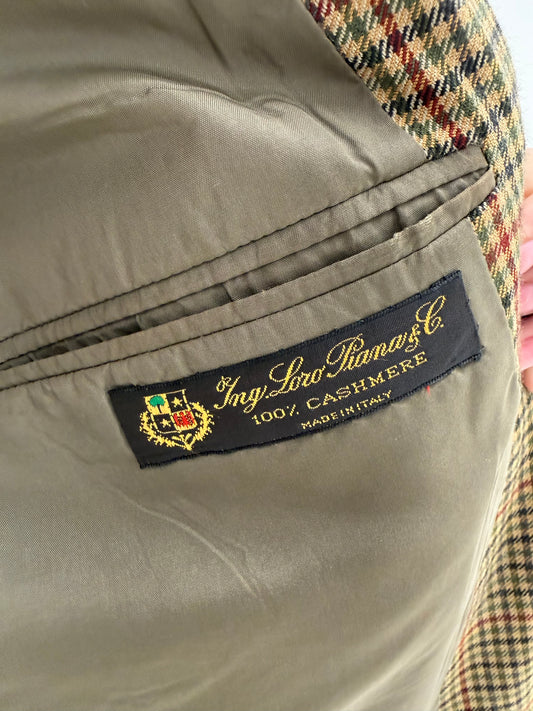 Ing. Loro Piana & C.
100% CASHMERE
MADE IN ITALY